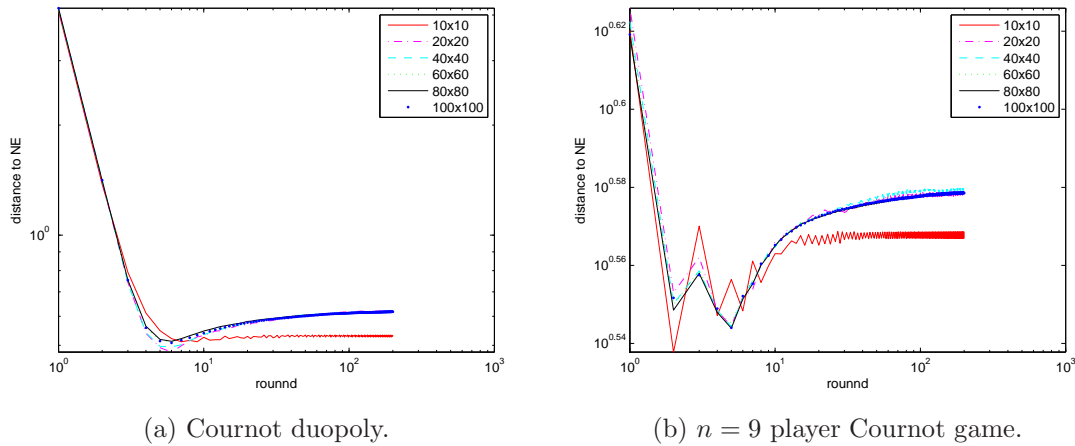 10x10
20x20
40x40
60x60
80x80
100x100
distance to NE
10^0
10^0 10^1 10^2 10^3
rounnd
(a) Cournot duopoly.
10x10
20x20
40x40
60x60
80x80
100x100
distance to NE
10^0.62
10^0.6
10^0.58
10^0.56
10^0.54
10^0 10^1 10^2 10^3
rounnd
(b) n = 9 player Cournot game.